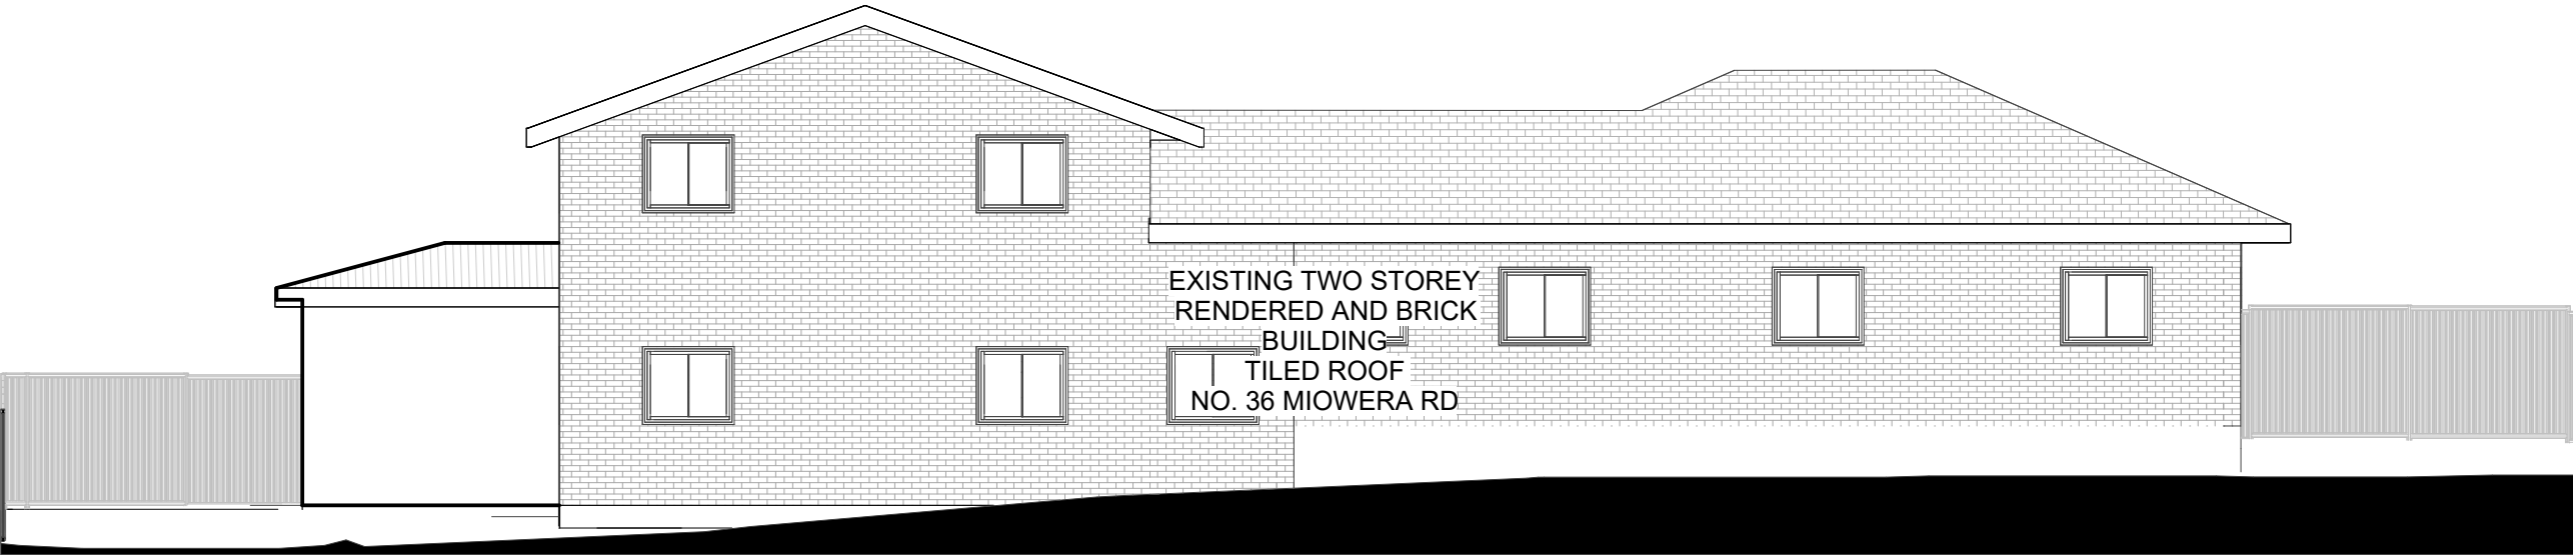 EXISTING TWO STOREY
RENDERED AND BRICK
BUILDING
TILED ROOF
NO. 36 MIOWERA RD